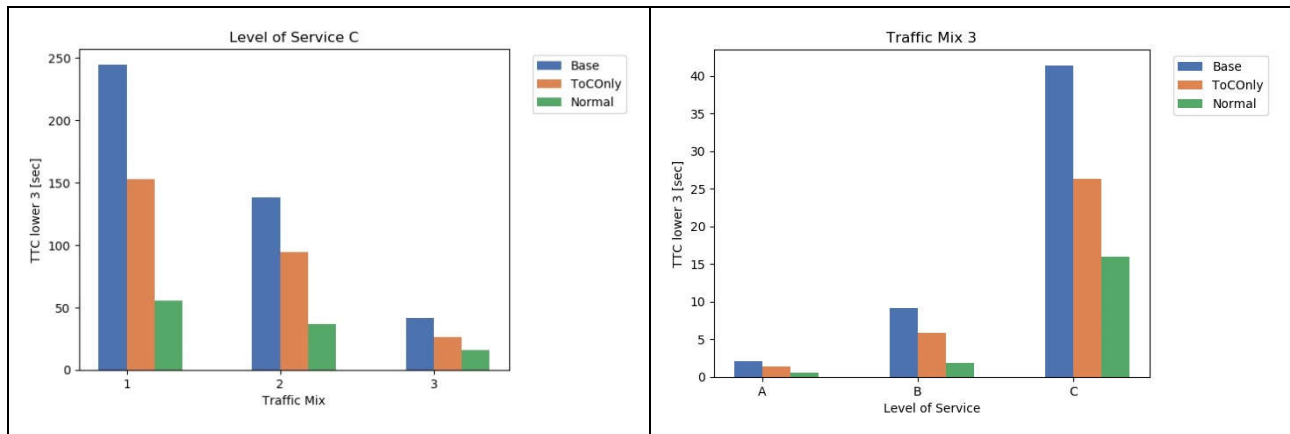 Level of Service C
250
200
150
100
50
0
TTC lower 3 [sec]
1
2
3
Traffic Mix
Base
ToCOnly
Normal
Traffic Mix 3
40
35
30
25
20
15
10
5
0
TTC lower 3 [sec]
A
B
C
Level of Service
Base
ToCOnly
Normal